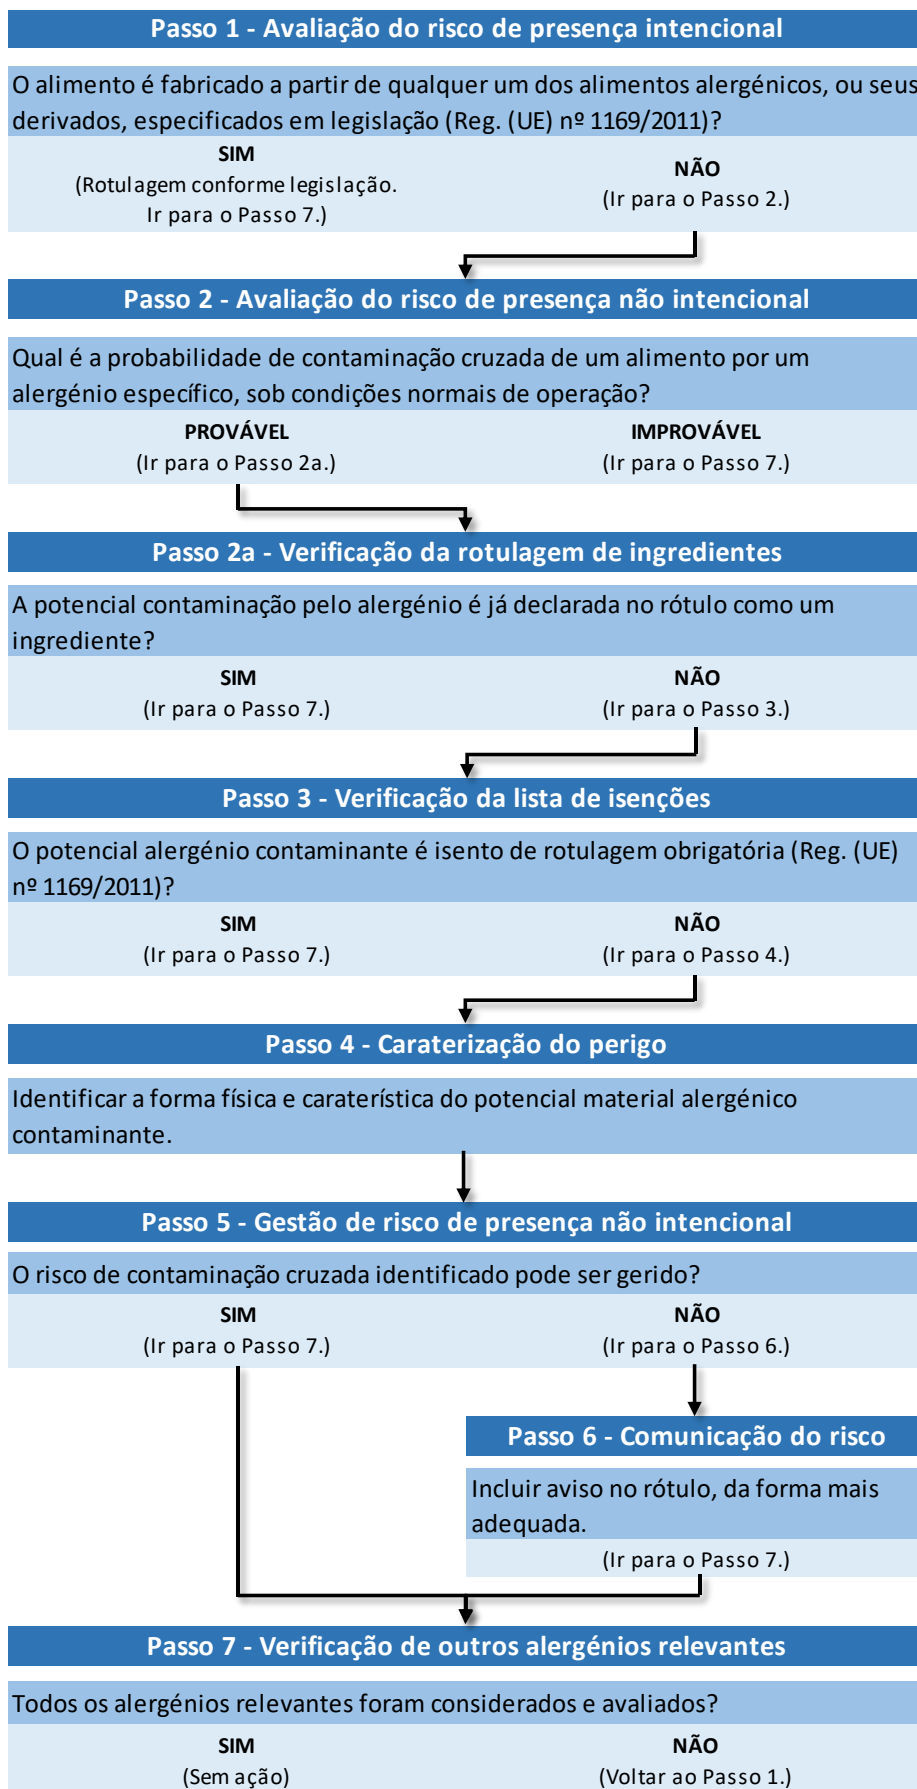 Passo 1 - Avaliação do risco de presença intencional
O alimento é fabricado a partir de qualquer um dos alimentos alergénicos, ou seus
derivados, especificados em legislação (Reg. (UE) nº 1169/2011)?
SIM
(Rotulagem conforme legislação.
Ir para o Passo 7.)
NÃO
(Ir para o Passo 2.)
Passo 2 - Avaliação do risco de presença não intencional
Qual é a probabilidade de contaminação cruzada de um alimento por um
alergénio específico, sob condições normais de operação?
PROVÁVEL
(Ir para o Passo 2a.)
IMPROVÁVEL
(Ir para o Passo 7.)
Passo 2a - Verificação da rotulagem de ingredientes
A potencial contaminação pelo alergénio é já declarada no rótulo como um
ingrediente?
SIM
(Ir para o Passo 7.)
NÃO
(Ir para o Passo 3.)
Passo 3 - Verificação da lista de isenções
O potencial alergénio contaminante é isento de rotulagem obrigatória (Reg. (UE)
nº 1169/2011)?
SIM
(Ir para o Passo 7.)
NÃO
(Ir para o Passo 4.)
Passo 4 - Caraterização do perigo
Identificar a forma física e caraterística do potencial material alergénico
contaminante.
Passo 5 - Gestão de risco de presença não intencional
O risco de contaminação cruzada identificado pode ser gerido?
SIM
(Ir para o Passo 7.)
NÃO
(Ir para o Passo 6.)
Passo 6 - Comunicação do risco
Incluir aviso no rótulo, da forma mais
adequada.
(Ir para o Passo 7.)
Passo 7 - Verificação de outros alergénios relevantes
Todos os alergénios relevantes foram considerados e avaliados?
SIM
(Sem ação)
NÃO
(Voltar ao Passo 1.)